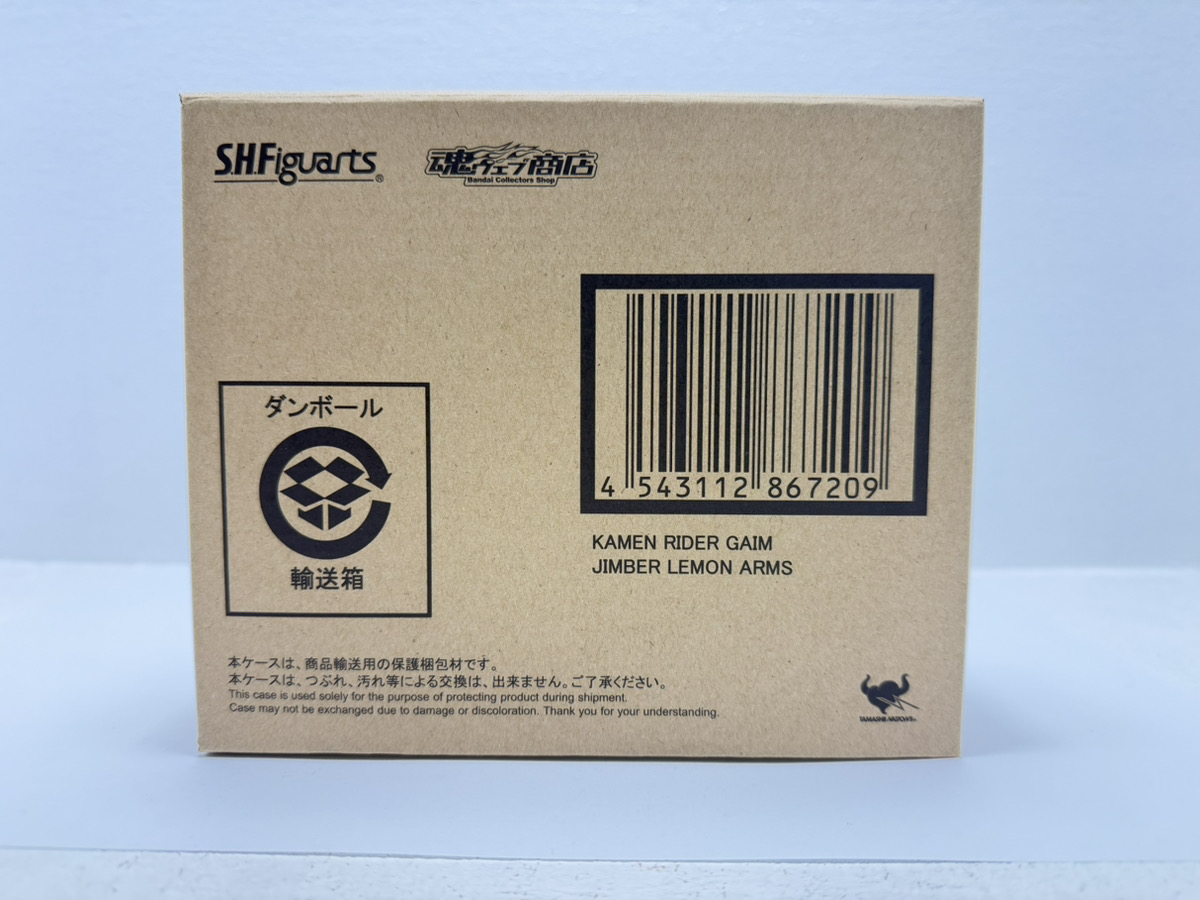 S.H.Figuarts®
魂ウェブ商店
Bandai Collectors Shop
4 543112 867209
KAMEN RIDER GAIM
JIMBER LEMON ARMS
ダンボール
輸送箱
本ケースは、商品輸送用の保護梱包材です。
本ケースは、つぶれ、汚れ等による交換は、出来ません。ご了承ください。
This case is used solely for the purpose of protecting product during shipment.
Case may not be exchanged due to damage or discoloration. Thank you for your understanding.
TAMASHII NATIONS